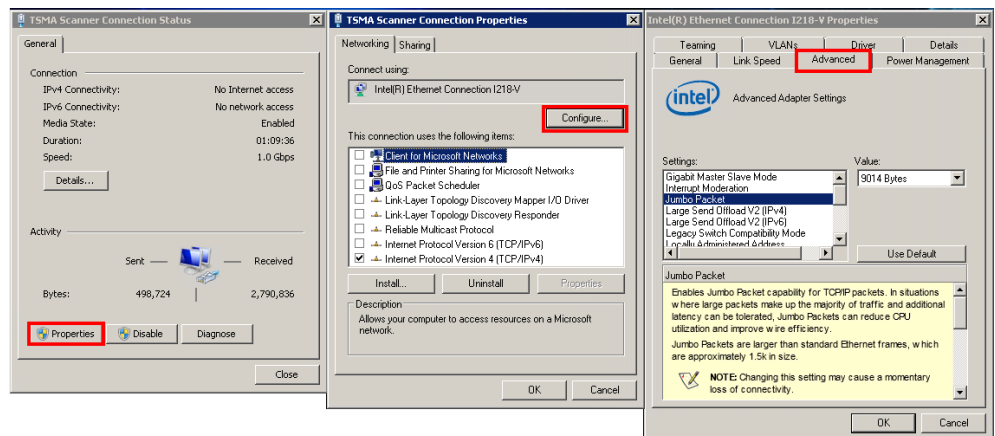 TSMA Scanner Connection Status
General
Connection
IPv4 Connectivity: No Internet access
IPv6 Connectivity: No network access
Media State: Enabled
Duration: 01:09:36
Speed: 1.0 Gbps
Details...
Activity
Sent Received
Bytes: 498,724 2,790,836
Properties Disable Diagnose
Close
TSMA Scanner Connection Properties
Networking Sharing
Connect using:
Intel(R) Ethernet Connection I218-V
Configure...
This connection uses the following items:
Client for Microsoft Networks
File and Printer Sharing for Microsoft Networks
QoS Packet Scheduler
Link-Layer Topology Discovery Mapper I/O Driver
Link-Layer Topology Discovery Responder
Reliable Multicast Protocol
Internet Protocol Version 6 (TCP/IPv6)
Internet Protocol Version 4 (TCP/IPv4)
Install... Uninstall Properties
Description
Allows your computer to access resources on a Microsoft
network.
OK Cancel
Intel(R) Ethernet Connection I218-V Properties
Teaming VLANs Driver Details
General Link Speed Advanced Power Management
intel Advanced Adapter Settings
Settings: Value:
Gigabit Master Slave Mode
9014 Bytes
Interrupt Moderation
Jumbo Packet
Large Send Offload V2 (IPv4)
Large Send Offload V2 (IPv6)
Legacy Switch Compatibility Mode
Locally Administered Address
Use Default
Jumbo Packet
Enables Jumbo Packet capability for TCP/IP packets. In situations
where large packets make up the majority of traffic and additional
latency can be tolerated, Jumbo Packets can reduce CPU
utilization and improve wire efficiency.
Jumbo Packets are larger than standard Ethernet frames, which
are approximately 1.5k in size.
NOTE: Changing this setting may cause a momentary
loss of connectivity.
OK Cancel